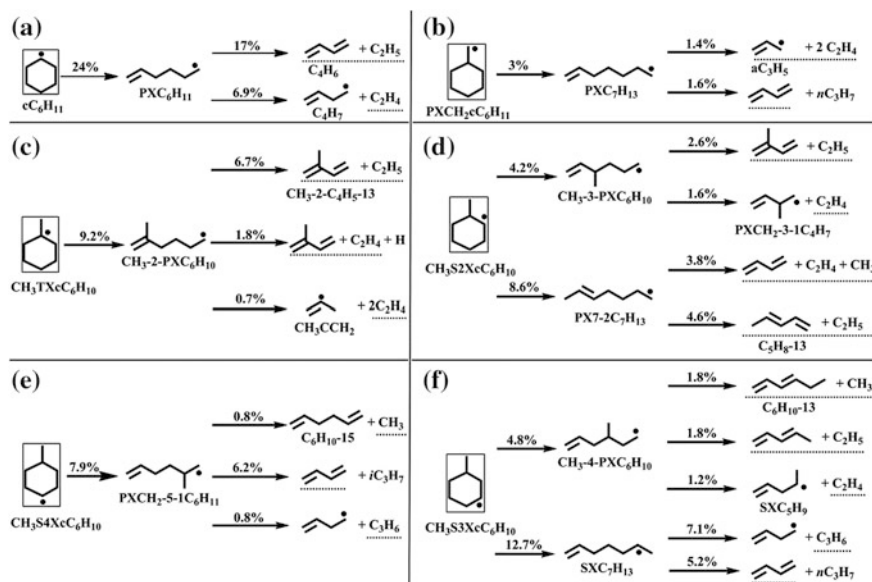 (a)
24%
17%
+ C2H5
C4H6
cC6H11
PXC6H11
6.9%
+ C2H4
C4H7
(b)
3%
1.4%
+ 2 C2H4
aC3H5
PXCH2cC6H11
PXC7H13
1.6%
+ nC3H7
(c)
6.7%
+ C2H5
CH3-2-C4H5-13
9.2%
1.8%
+ C2H4 + H
CH3TXcC6H10
CH3-2-PXC6H10
0.7%
+ 2C2H4
CH3CCH2
(d)
4.2%
2.6%
+ C2H5
CH3-3-PXC6H10
1.6%
+ C2H4
PXCH2-3-1C4H7
CH3S2XcC6H10
8.6%
3.8%
+ C2H4 + CH3
PX7-2C7H13
4.6%
+ C2H5
C5H8-13
(e)
0.8%
+ CH3
C6H10-15
7.9%
6.2%
+ iC3H7
CH3S4XcC6H10
PXCH2-5-1C6H11
0.8%
+ C3H6
(f)
1.8%
+ CH3
C6H10-13
4.8%
1.8%
+ C2H5
CH3-4-PXC6H10
1.2%
+ C2H4
SXC5H9
CH3S3XcC6H10
12.7%
7.1%
+ C3H6
SXC7H13
5.2%
+ nC3H7